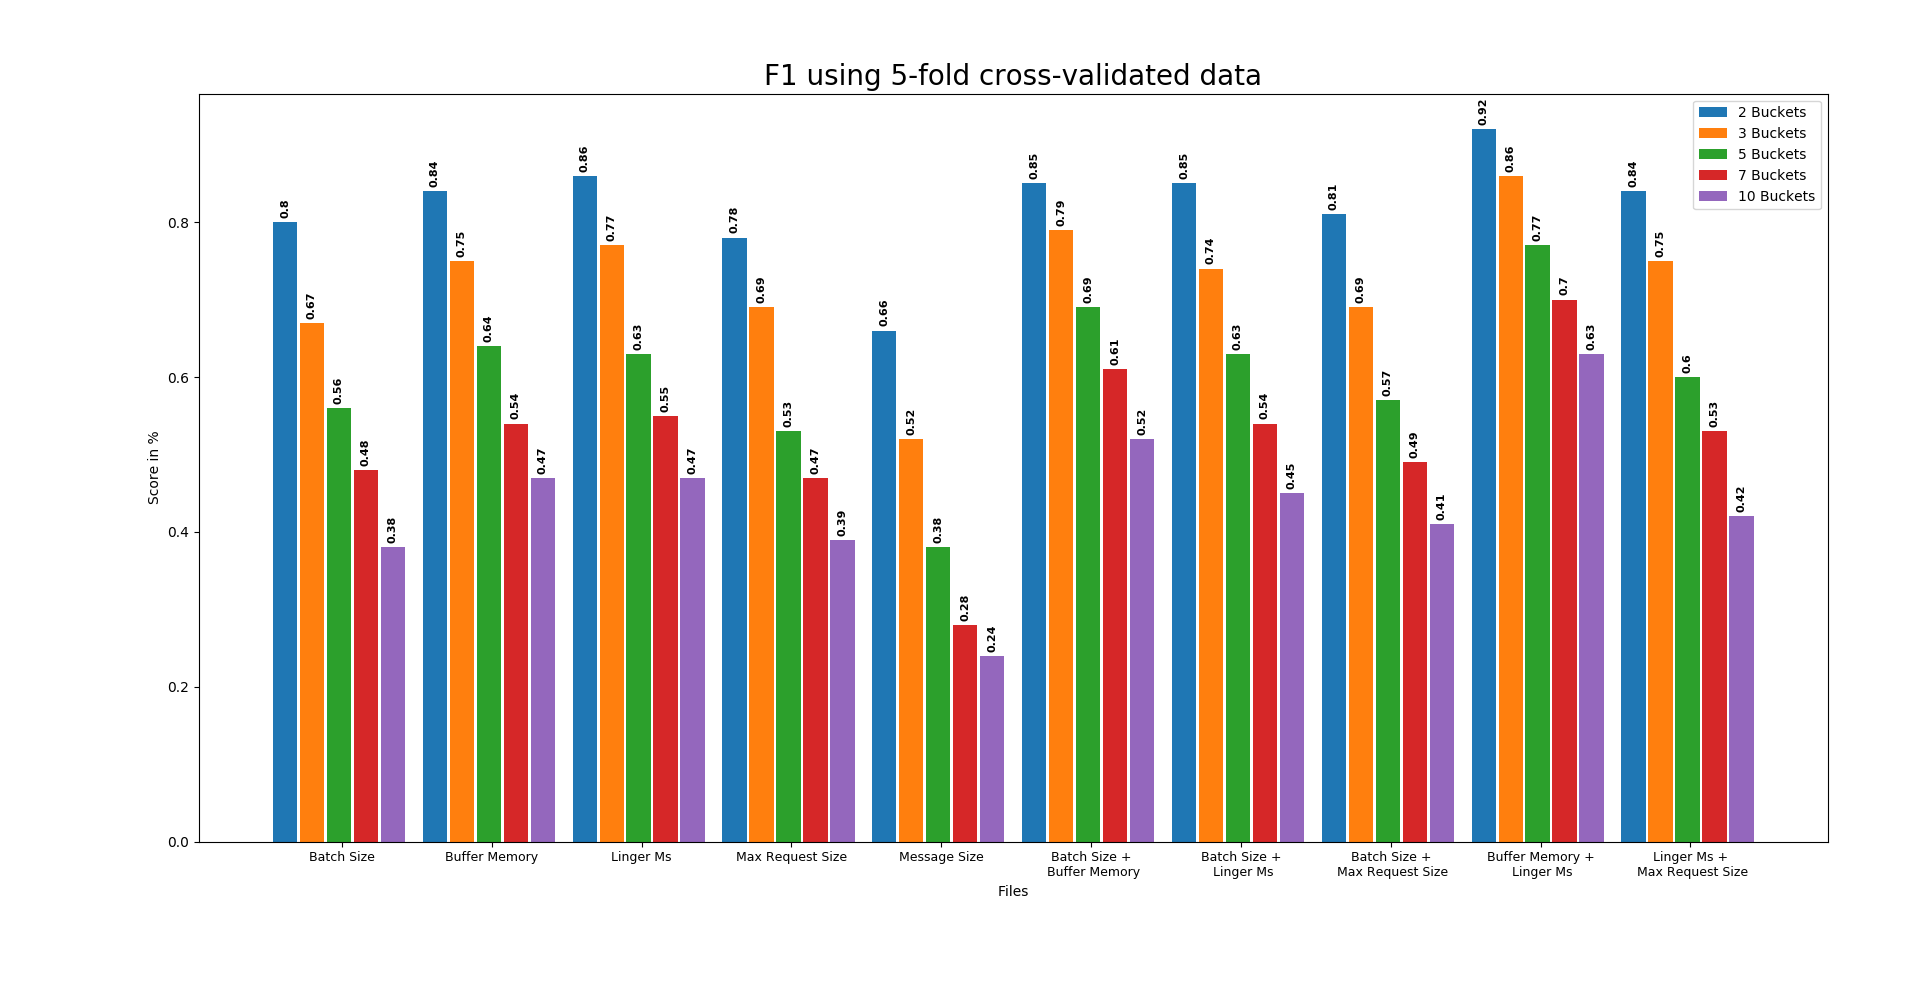 F1 using 5-fold cross-validated data
2 Buckets
3 Buckets
5 Buckets
7 Buckets
10 Buckets
Score in %
0.8
0.6
0.4
0.2
0.0
0.8
0.67
0.56
0.48
0.38
0.84
0.75
0.64
0.54
0.47
0.86
0.77
0.63
0.55
0.47
0.78
0.69
0.53
0.47
0.39
0.66
0.52
0.38
0.28
0.24
0.85
0.79
0.69
0.61
0.52
0.85
0.74
0.63
0.54
0.45
0.81
0.69
0.57
0.49
0.41
0.92
0.86
0.77
0.7
0.63
0.84
0.75
0.6
0.53
0.42
Batch Size
Buffer Memory
Linger Ms
Max Request Size
Message Size
Batch Size +
Buffer Memory
Batch Size +
Linger Ms
Batch Size +
Max Request Size
Buffer Memory +
Linger Ms
Linger Ms +
Max Request Size
Files